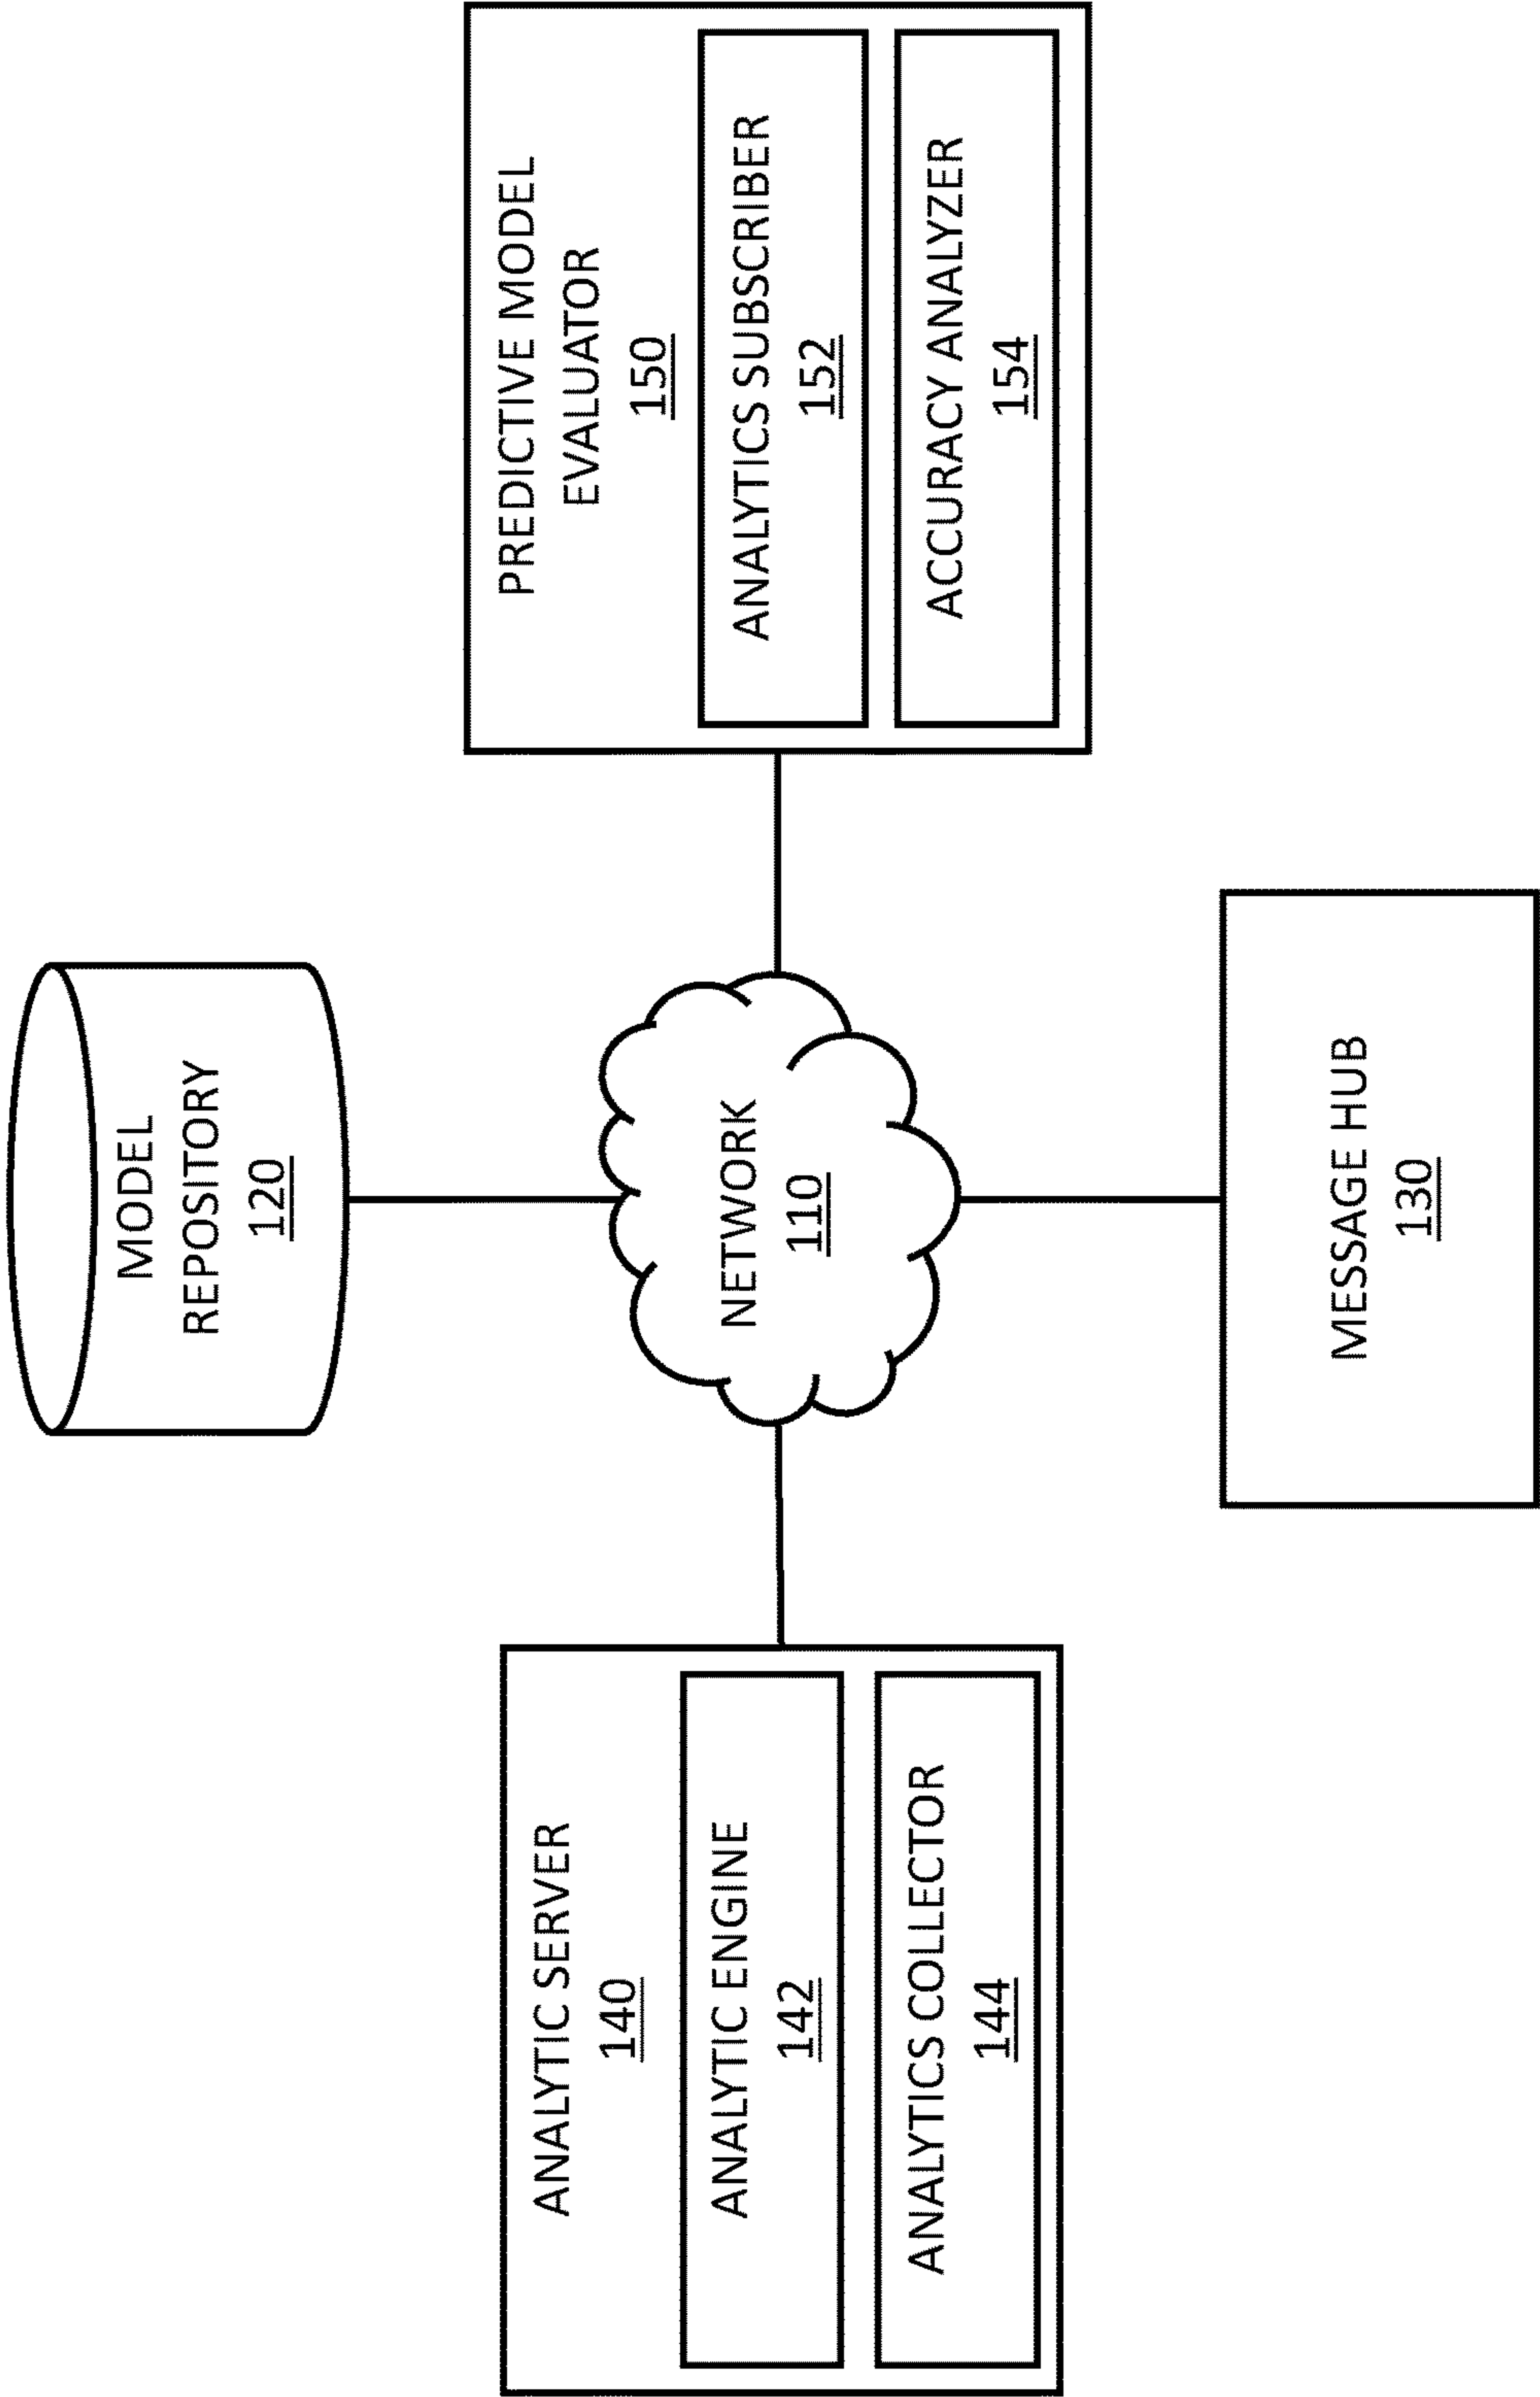 MODEL
REPOSITORY
120
ANALYTIC SERVER
140
ANALYTIC ENGINE
142
ANALYTICS COLLECTOR
144
NETWORK
110
PREDICTIVE MODEL
EVALUATOR
150
ANALYTICS SUBSCRIBER
152
ACCURACY ANALYZER
154
MESSAGE HUB
130